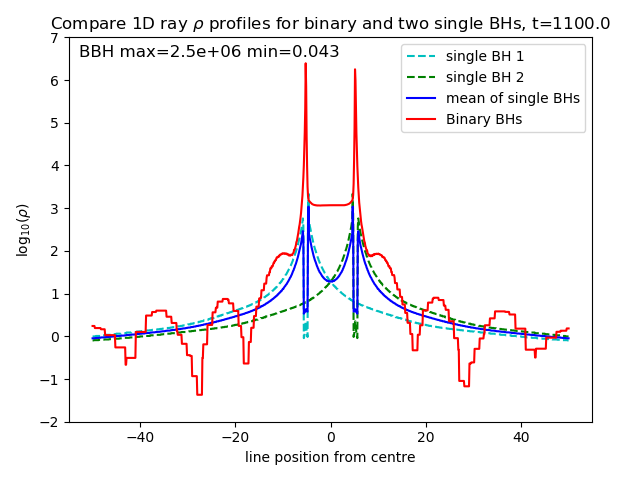 Compare 1D ray ρ profiles for binary and two single BHs, t=1100.0
BBH max=2.5e+06 min=0.043
single BH 1
single BH 2
mean of single BHs
Binary BHs
7
6
5
4
3
2
1
0
−1
−2
log₁₀(ρ)
−40 −20 0 20 40
line position from centre